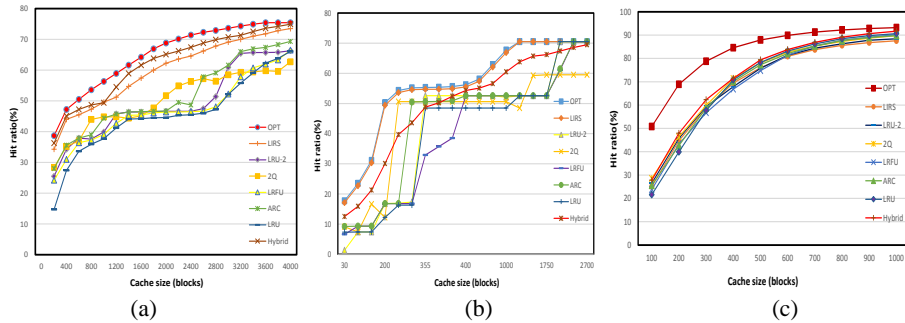 90
80
70
60
50
40
30
20
10
0
Hit ratio(%)
0 400 800 1200 1600 2000 2400 2800 3200 3600 4000
Cache size (blocks)
OPT
LIRS
LRU-2
2Q
LRFU
ARC
LRU
Hybrid
(a)
80
70
60
50
40
30
20
10
0
Hit ratio(%)
30 200 355 400 1000 1750 2700
Cache size (blocks)
OPT
LIRS
LRU-2
2Q
LRFU
ARC
LRU
Hybrid
(b)
100
90
80
70
60
50
40
30
20
10
0
Hit ratio(%)
100 200 300 400 500 600 700 800 900 1000
Cache size (blocks)
OPT
LIRS
LRU-2
2Q
LRFU
ARC
LRU
Hybrid
(c)